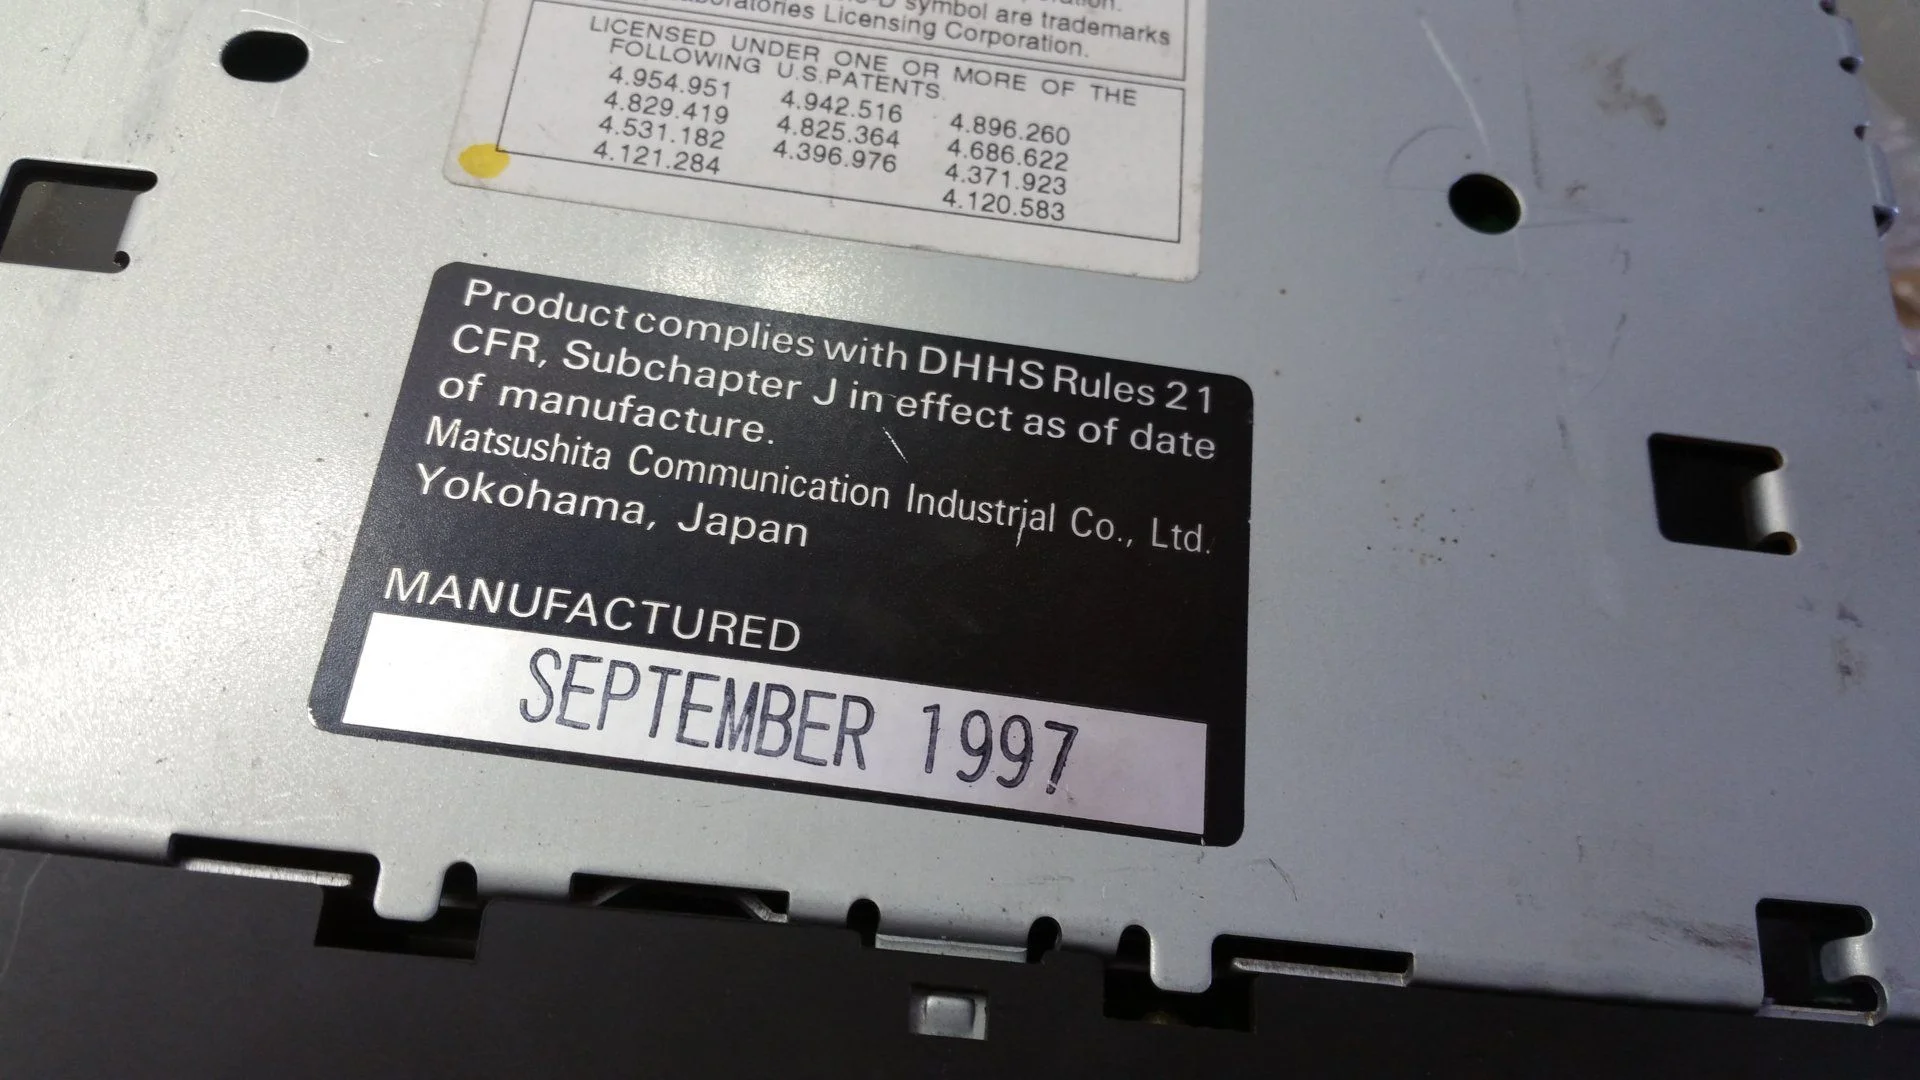 symbol are trademarks
Laboratories Licensing Corporation.
LICENSED UNDER ONE OR MORE OF THE
FOLLOWING U.S.PATENTS.
4.954.951 4.942.516 4.896.260
4.829.419 4.825.364 4.686.622
4.531.182 4.396.976 4.371.923
4.121.284 4.120.583
Product complies with DHHS Rules 21
CFR, Subchapter J in effect as of date
of manufacture.
Matsushita Communication Industrial Co., Ltd.
Yokohama, Japan
MANUFACTURED
SEPTEMBER 1997